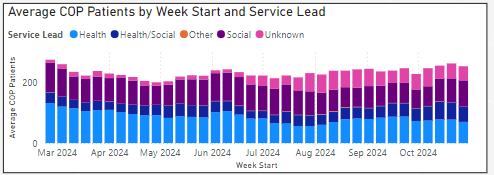 Average COP Patients by Week Start and Service Lead
Service Lead Health Health/Social Other Social Unknown
Average COP Patients
200
0
Mar 2024 Apr 2024 May 2024 Jun 2024 Jul 2024 Aug 2024 Sep 2024 Oct 2024
Week Start